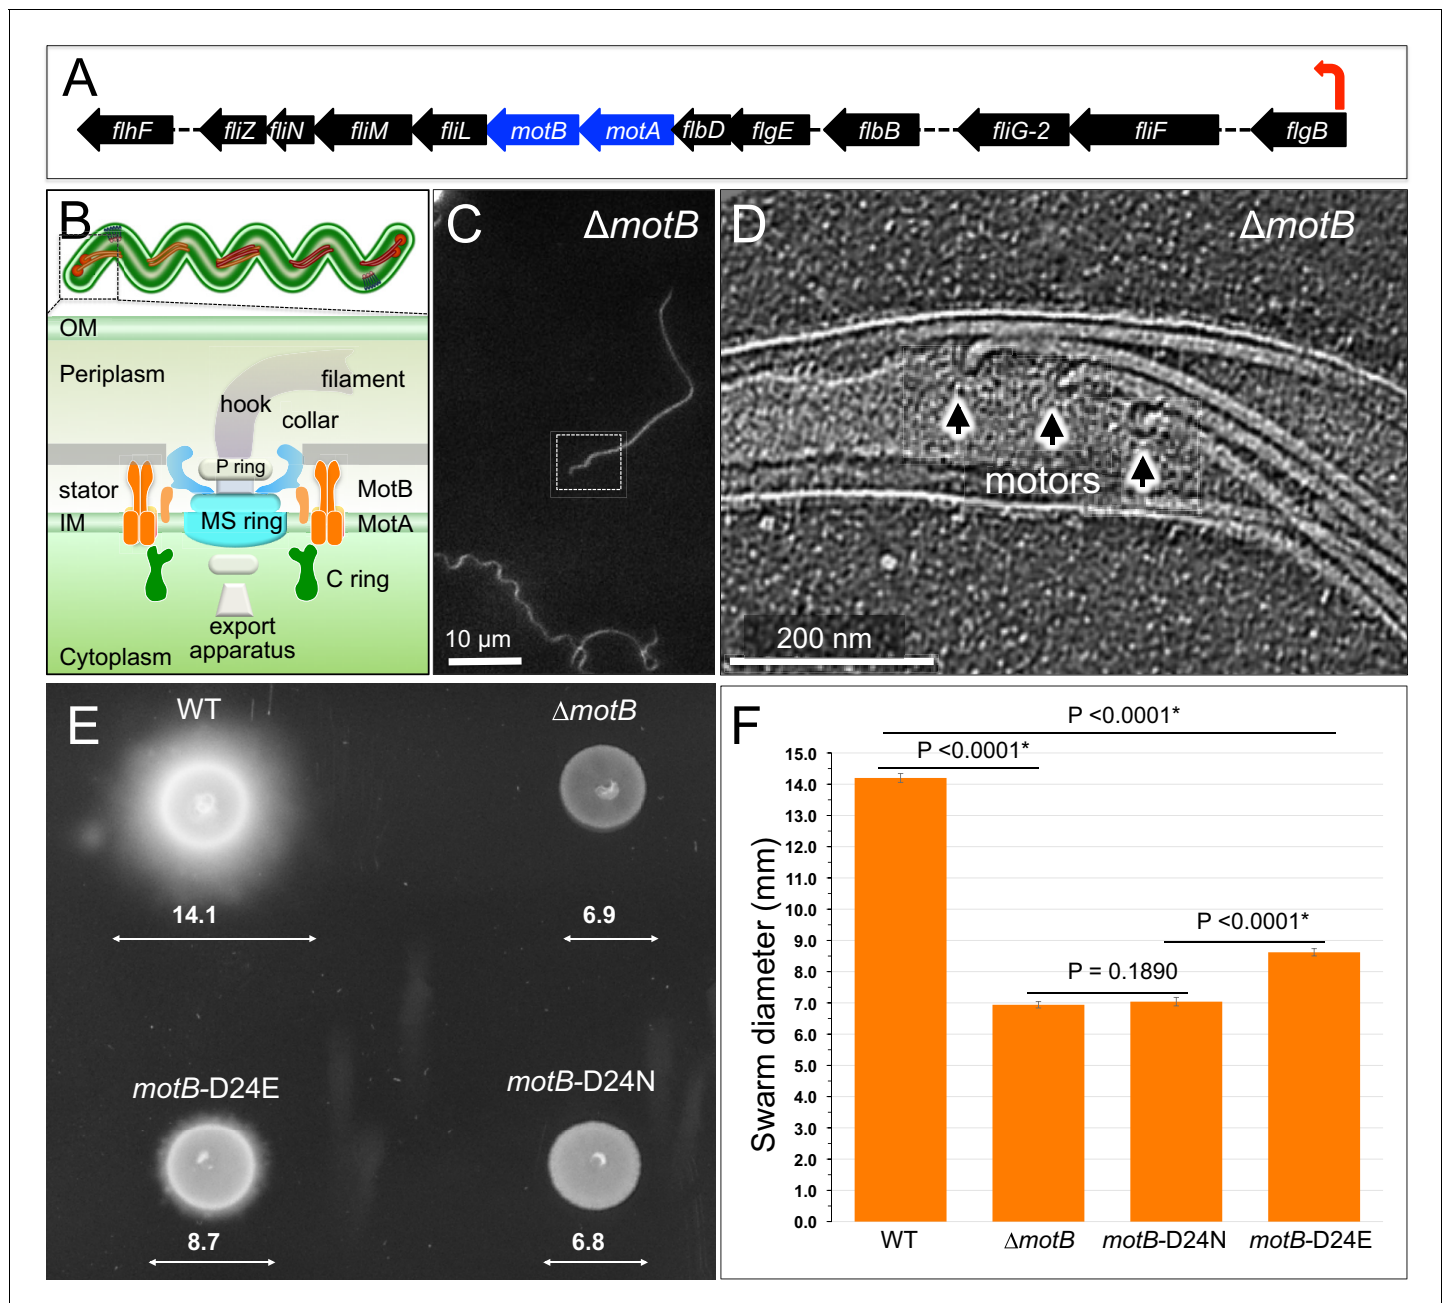 A
flhF fliZ fliN fliM fliL motB motA flbD flgE flbB fliG-2 fliF flgB
B
OM
Periplasm
filament
hook
collar
P ring
stator
MotB
IM
MS ring
MotA
C ring
export
apparatus
Cytoplasm
C
ΔmotB
10 µm
D
ΔmotB
motors
200 nm
E
WT
ΔmotB
14.1
6.9
motB-D24E
motB-D24N
8.7
6.8
F
P <0.0001*
P <0.0001*
P <0.0001*
P = 0.1890
Swarm diameter (mm)
15.0
14.0
13.0
12.0
11.0
10.0
9.0
8.0
7.0
6.0
5.0
4.0
3.0
2.0
1.0
0.0
WT ΔmotB motB-D24N motB-D24E